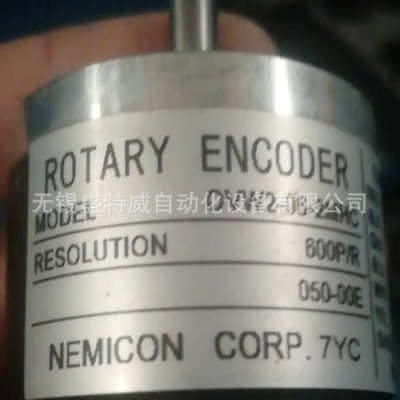 ROTARY ENCODER
MODEL
无锡盛特威自动化设备有限公司
RESOLUTION 600P/R
050-00E
NEMICON CORP. 7YC